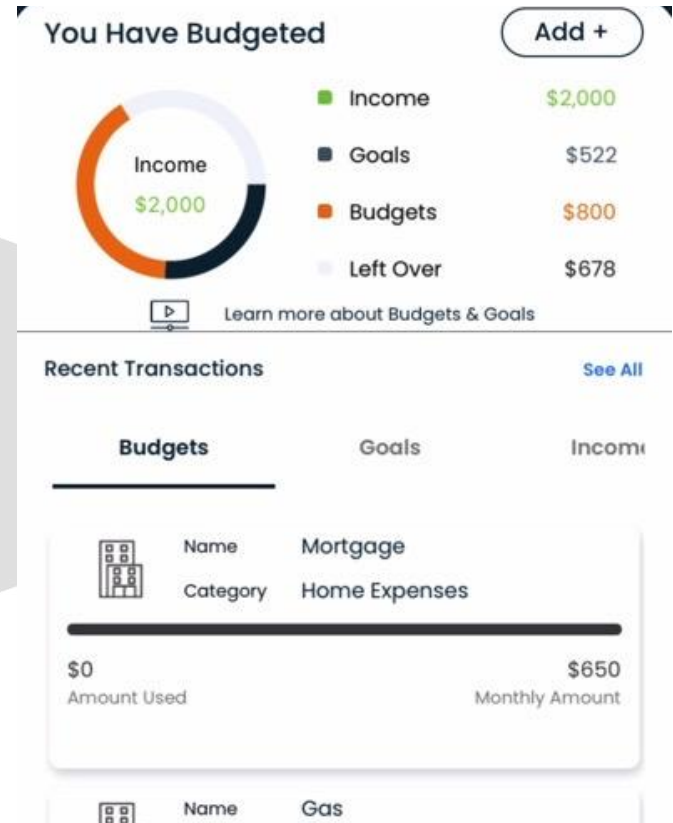 You Have Budgeted
Add +
Income
$2,000
Income $2,000
Goals $522
Budgets $800
Left Over $678
Learn more about Budgets & Goals
Recent Transactions See All
Budgets Goals Incom
Name Mortgage
Category Home Expenses
$0 $650
Amount Used Monthly Amount
Name Gas